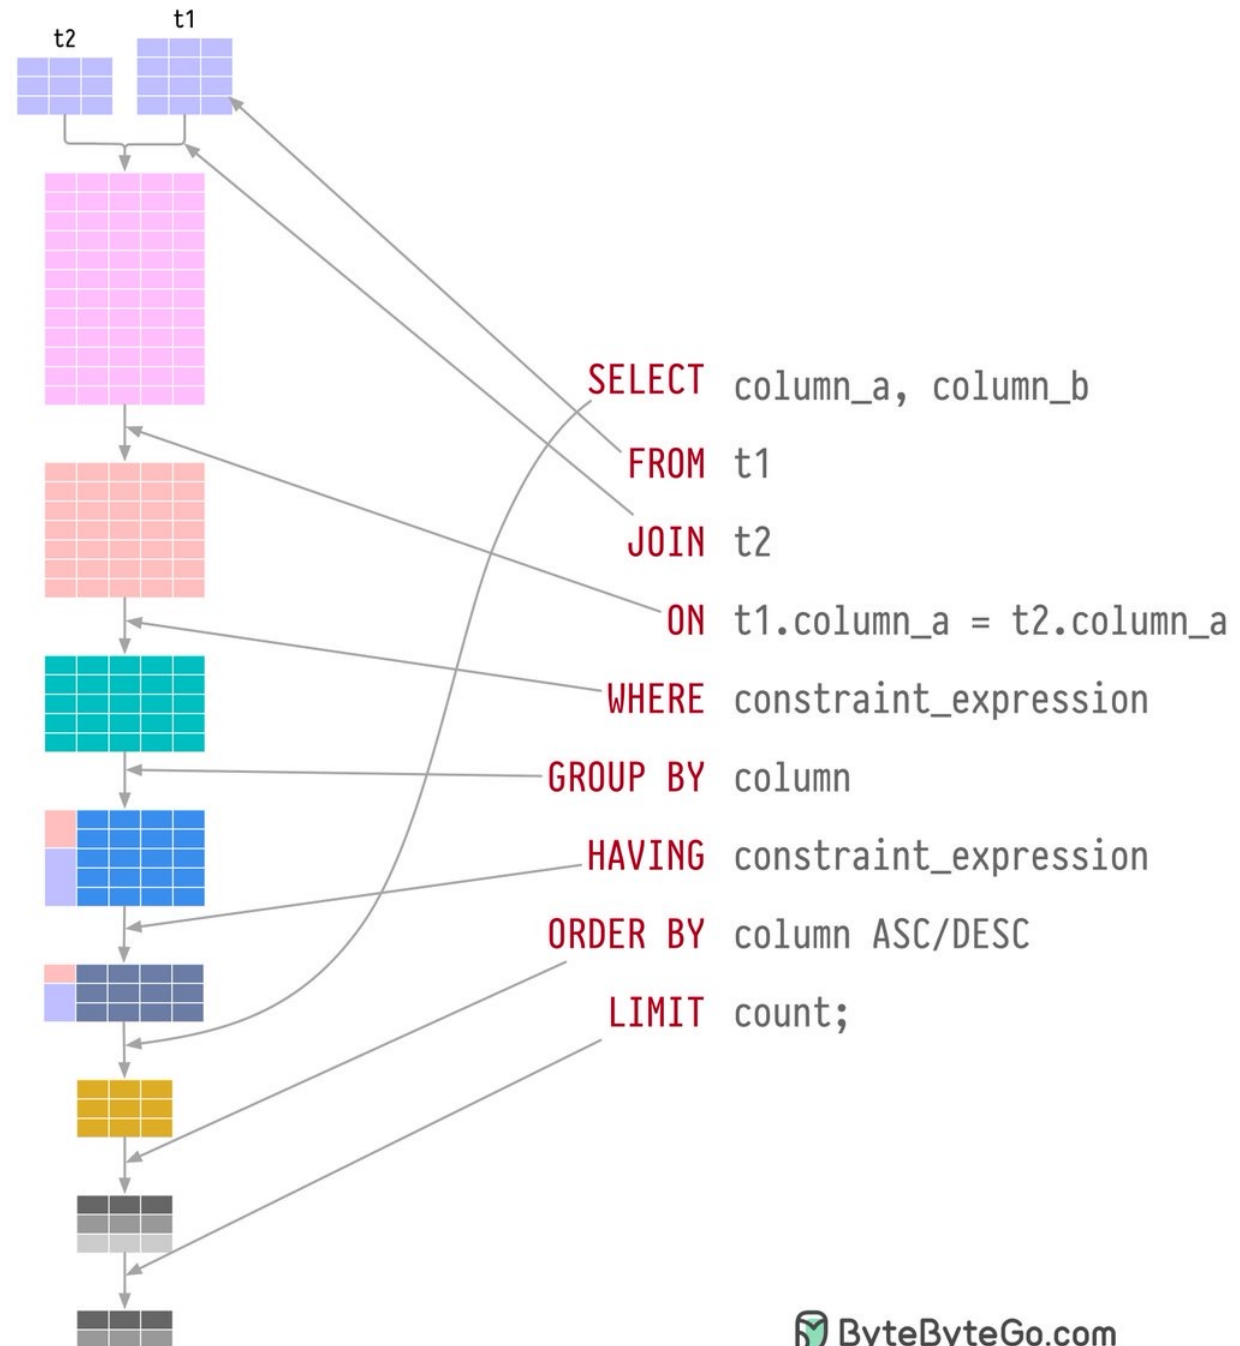 t1
t2
SELECT column_a, column_b
FROM t1
JOIN t2
ON t1.column_a = t2.column_a
WHERE constraint_expression
GROUP BY column
HAVING constraint_expression
ORDER BY column ASC/DESC
LIMIT count;
ByteByteGo.com